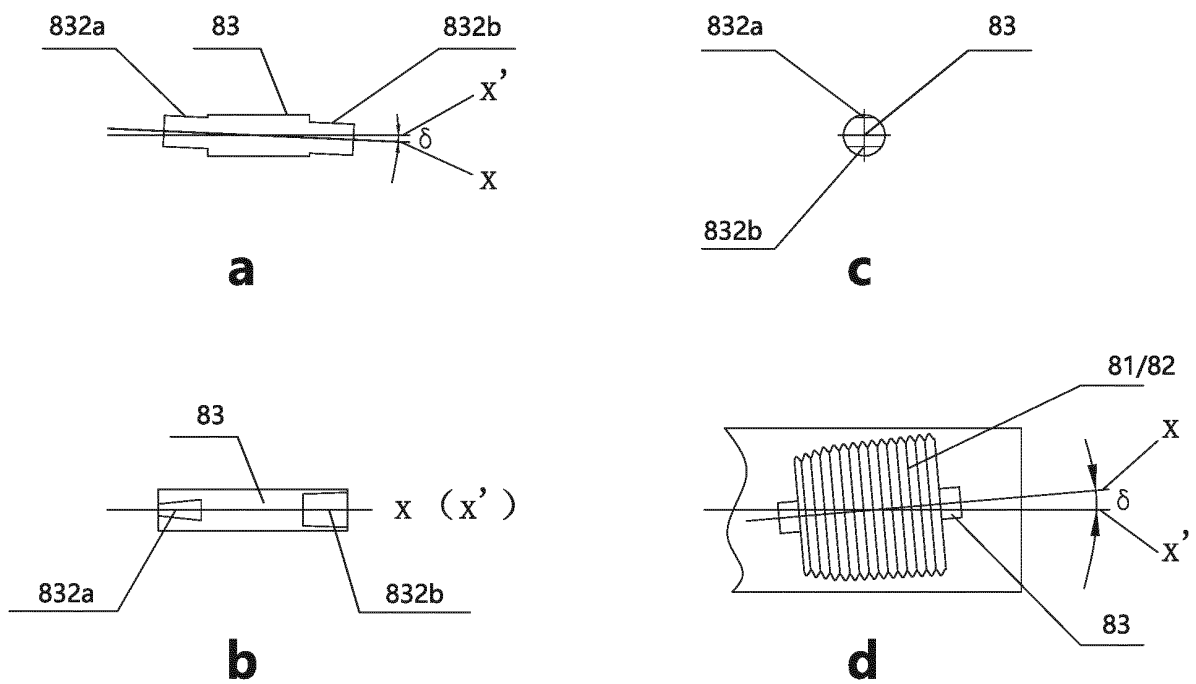 832a 83 832b
x’
δ
x
a
832a 83
832b
c
83
x (x’)
832a 832b
b
81/82
x
δ
x’
83
d